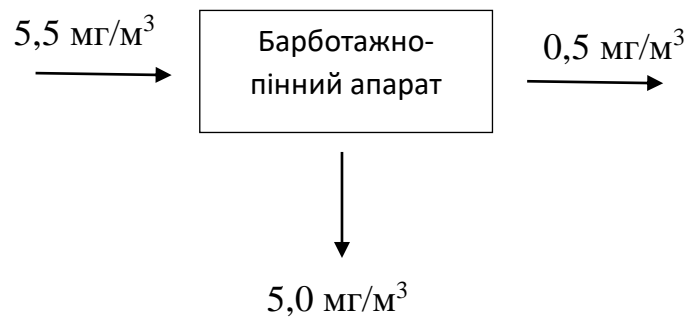 5,5 мг/м³
Барботажно-
пінний апарат
0,5 мг/м³
5,0 мг/м³